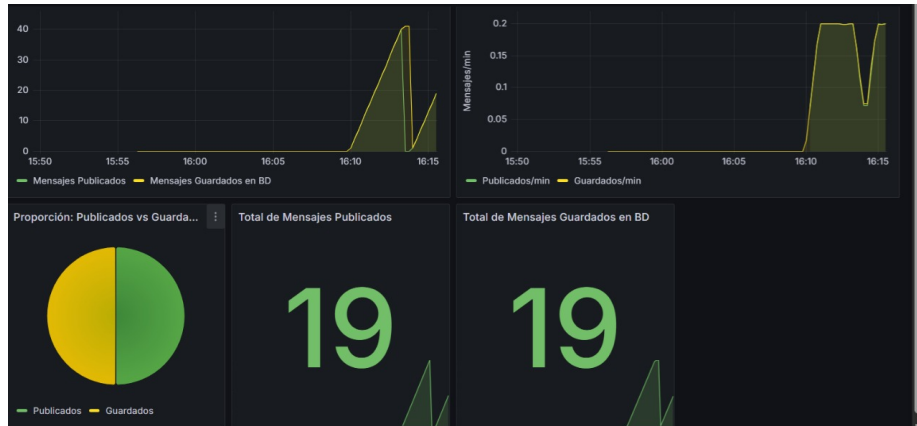 40
30
20
10
0
15:50 15:55 16:00 16:05 16:10 16:15
Mensajes Publicados Mensajes Guardados en BD
Mensajes/min
0.2
0.15
0.1
0.05
0
15:50 15:55 16:00 16:05 16:10 16:15
Publicados/min Guardados/min
Proporción: Publicados vs Guarda...
Publicados Guardados
Total de Mensajes Publicados
19
Total de Mensajes Guardados en BD
19